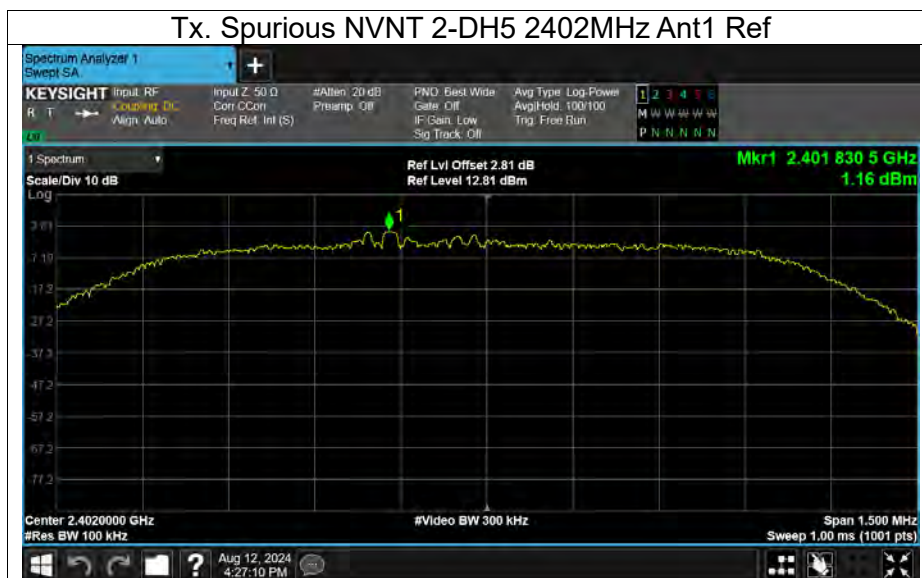 Tx. Spurious NVNT 2-DH5 2402MHz Ant1 Ref
Spectrum Analyzer 1
Swept SA
+
KEYSIGHT Input: RF Input Z: 50 Ω #Atten: 20 dB PNO: Best Wide Avg Type: Log-Power 1 2 3 4 5 6
R T Coupling: DC Corr CCorr Preamp: Off Gate: Off Avg|Hold: 100/100 M W W W W W
Align: Auto Freq Ref: Int (S) IF Gain: Low Trig: Free Run
Sig Track: Off P N N N N N
1 Spectrum
Scale/Div 10 dB
Ref Lvl Offset 2.81 dB
Ref Level 12.81 dBm
Mkr1 2.401 830 5 GHz
1.16 dBm
Log
1
2.81
-7.19
-17.2
-27.2
-37.2
-47.2
-57.2
-67.2
-77.2
Center 2.4020000 GHz #Video BW 300 kHz Span 1.500 MHz
#Res BW 100 kHz Sweep 1.00 ms (1001 pts)
? Aug 12, 2024
4:27:10 PM